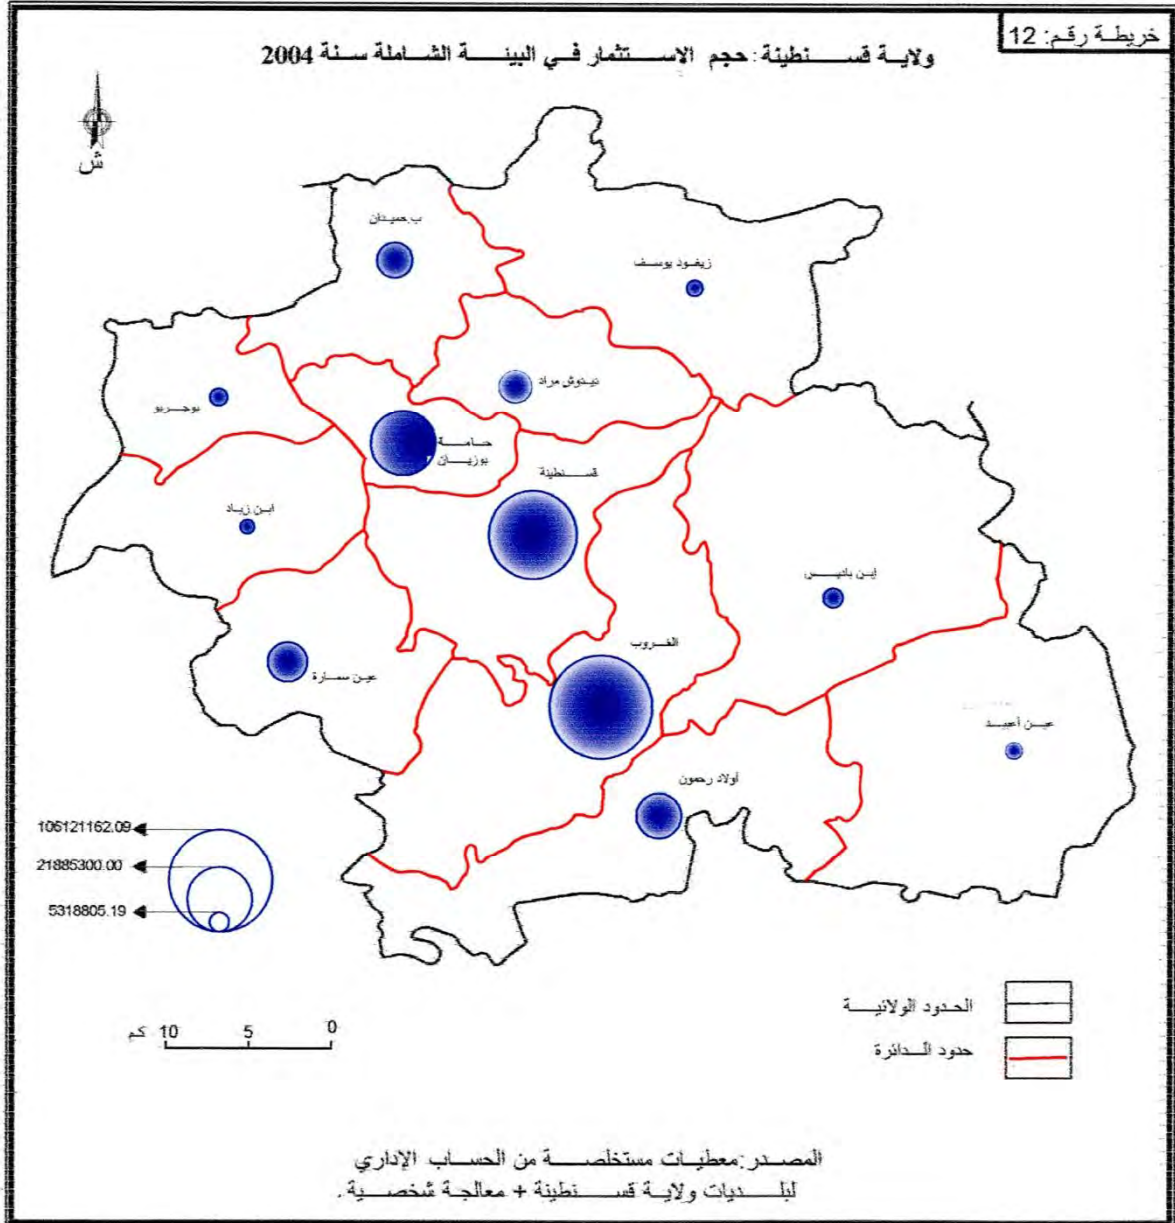 خريطة رقم: 12
ولاية قسنطينة: حجم الاستثمار في البيئة الشاملة سنة 2004
ش
ب.حميدان
زيغود يوسف
ديدوش مراد
بوجريو
حامة
بوزيان
قسنطينة
ابن زياد
إبن باديس
الخروب
عين سمارة
عين أعبيد
أولاد رحمون
106121162.09
21885300.00
5318805.19
كم 10 5 0
الحدود الولائية
حدود الدائرة
المصدر: معطيات مستخلصة من الحساب الإداري
لبلديات ولاية قسنطينة + معالجة شخصية.